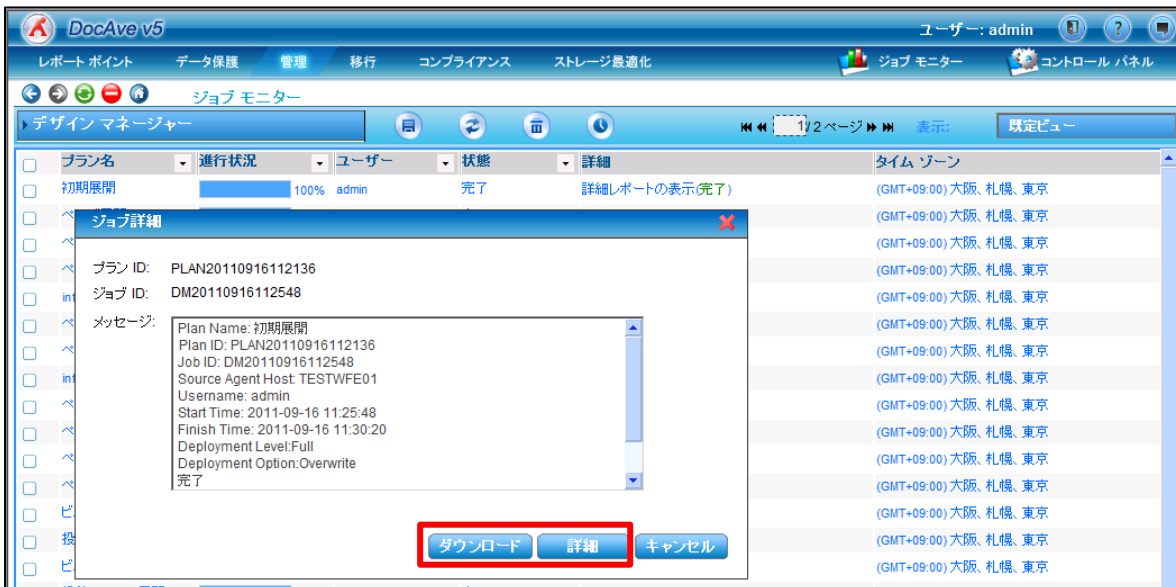 DocAve v5
ユーザー: admin
レポート ポイント データ保護 管理 移行 コンプライアンス ストレージ最適化 ジョブ モニター コントロール パネル
ジョブ モニター
デザイン マネージャー 1/2 ページ 表示: 既定ビュー
プラン名 進行状況 ユーザー 状態 詳細 タイム ゾーン
初期展開 100% admin 完了 詳細レポートの表示(完了) (GMT+09:00) 大阪、札幌、東京
ペ (GMT+09:00) 大阪、札幌、東京
ジョブ詳細
ペ (GMT+09:00) 大阪、札幌、東京
プラン ID: PLAN20110916112136
ペ (GMT+09:00) 大阪、札幌、東京
ジョブ ID: DM20110916112548
int (GMT+09:00) 大阪、札幌、東京
メッセージ:
Plan Name: 初期展開
Plan ID: PLAN20110916112136
Job ID: DM20110916112548
Source Agent Host: TESTWFE01
Username: admin
Start Time: 2011-09-16 11:25:48
Finish Time: 2011-09-16 11:30:20
Deployment Level:Full
Deployment Option:Overwrite
完了
ペ (GMT+09:00) 大阪、札幌、東京
ペ (GMT+09:00) 大阪、札幌、東京
int (GMT+09:00) 大阪、札幌、東京
ペ (GMT+09:00) 大阪、札幌、東京
ペ (GMT+09:00) 大阪、札幌、東京
ペ (GMT+09:00) 大阪、札幌、東京
ペ (GMT+09:00) 大阪、札幌、東京
ビ (GMT+09:00) 大阪、札幌、東京
投 (GMT+09:00) 大阪、札幌、東京
ビ (GMT+09:00) 大阪、札幌、東京
ダウンロード 詳細 キャンセル